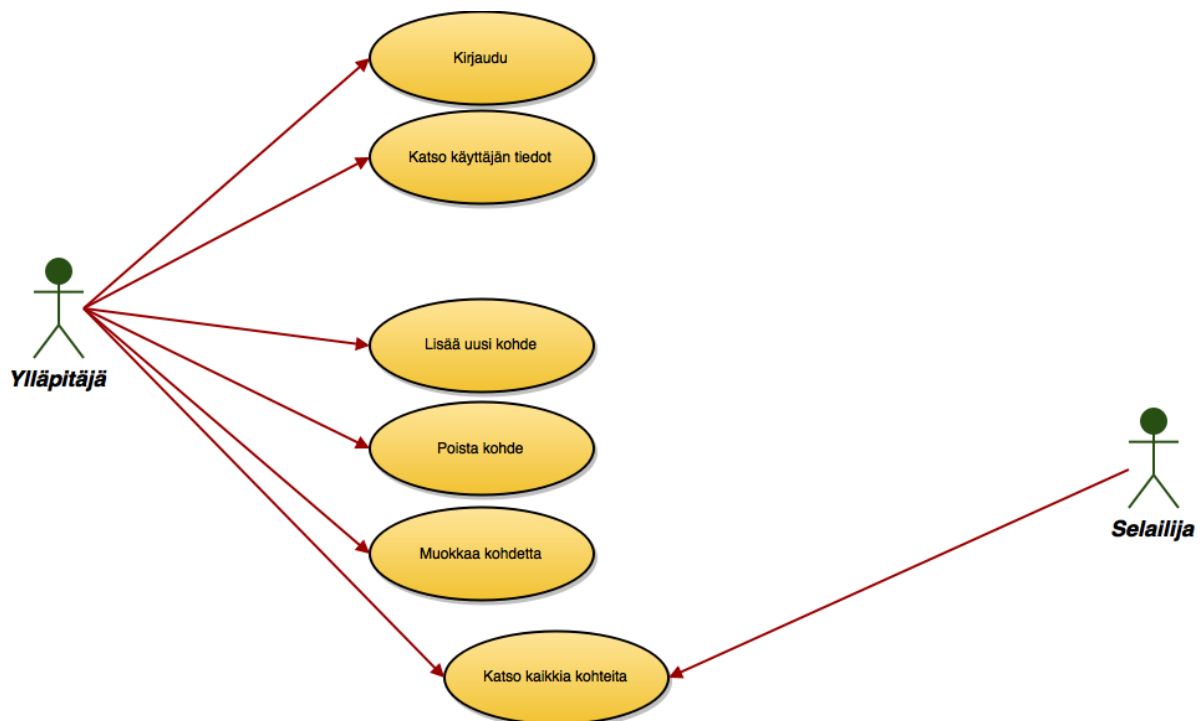 Kirjaudu
Katso käyttäjän tiedot
Ylläpitäjä
Lisää uusi kohde
Poista kohde
Muokkaa kohdetta
Selailija
Katso kaikkia kohteita